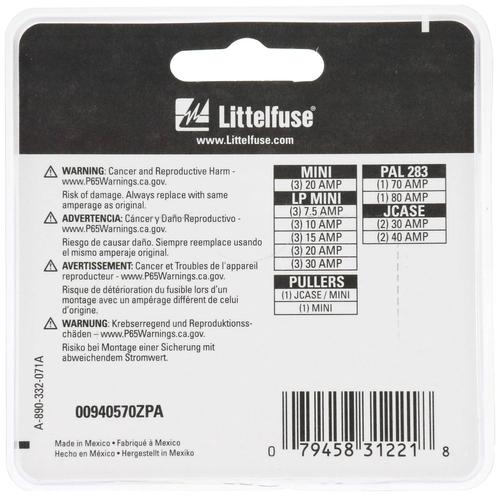 Littelfuse®
www.Littelfuse.com
WARNING: Cancer and Reproductive Harm -
www.P65Warnings.ca.gov.
Risk of damage. Always replace with same
amperage as original.
ADVERTENCIA: Cáncer y Daño Reproductivo -
www.P65Warnings.ca.gov.
Riesgo de causar daño. Siempre reemplace usando
el mismo amperaje original.
AVERTISSEMENT: Cancer et Troubles de l'appareil
reproducteur - www.P65Warnings.ca.gov.
Risque de détérioration du fusible lors d'un
montage avec un ampérage différent de celui
d'origine.
WARNUNG: Krebserregend und Reproduktionss-
chäden – www.P65Warnings.ca.gov.
Risiko bei Montage einer Sicherung mit
abweichendem Stromwert.
MINI
(3) 20 AMP
LP MINI
(3) 7.5 AMP
(3) 10 AMP
(3) 15 AMP
(3) 20 AMP
(3) 30 AMP
PULLERS
(1) JCASE / MINI
(1) MINI
PAL 283
(1) 70 AMP
(1) 80 AMP
JCASE
(2) 30 AMP
(2) 40 AMP
A-890-332-071A
00940570ZPA
Made in Mexico • Fabriqué à Mexico
Hecho en México • Hergestellt in Mexiko
0 79458 31221 8